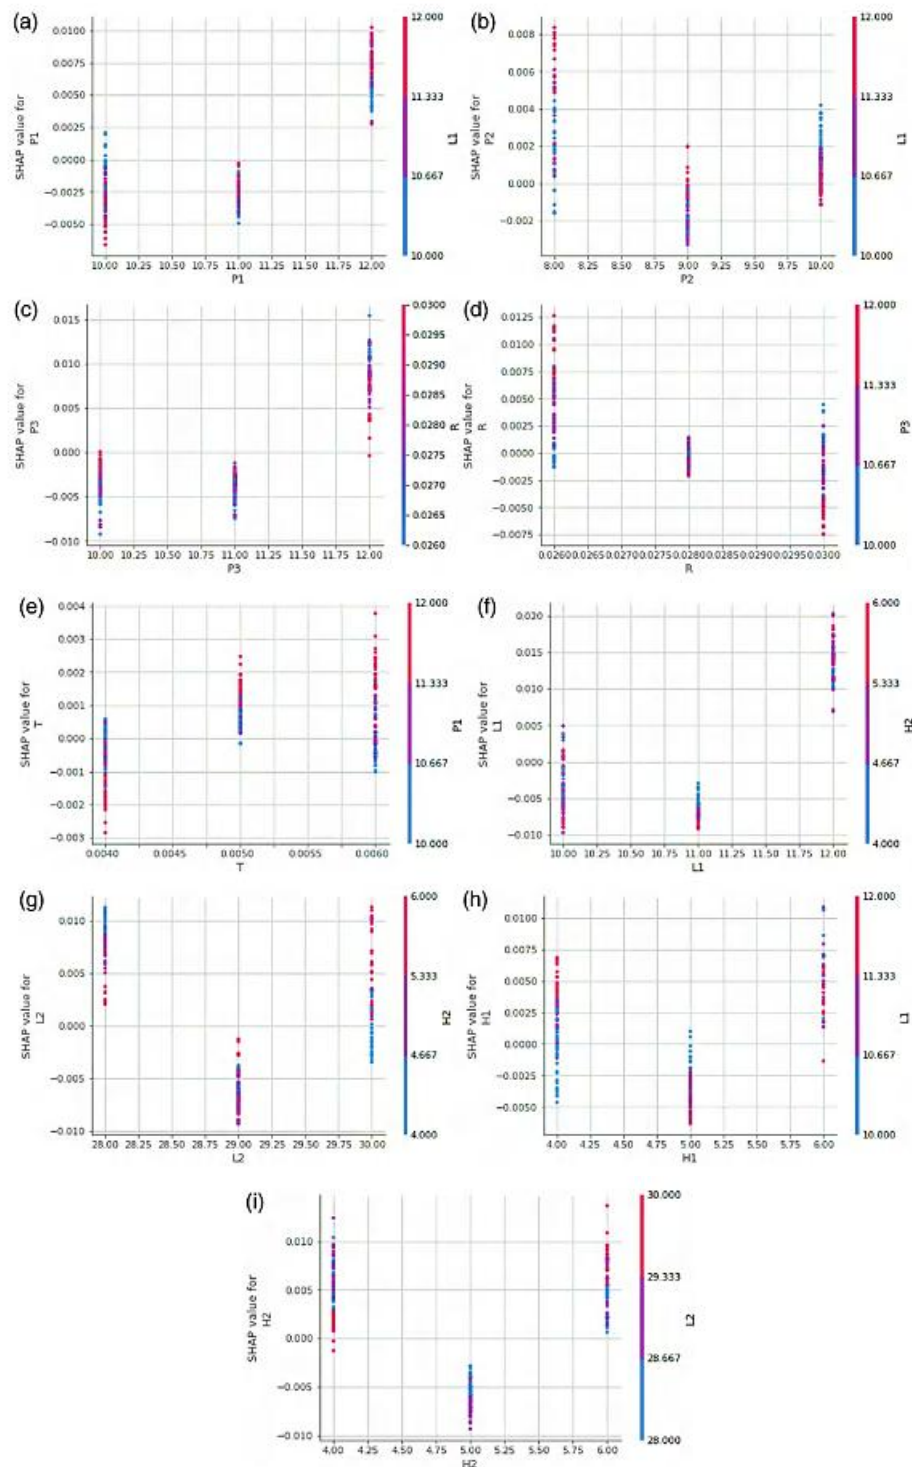 (a)
0.0100
0.0075
0.0050
0.0025
0.0000
−0.0025
−0.0050
SHAP value for
P1
10.00 10.25 10.50 10.75 11.00 11.25 11.50 11.75 12.00
P1
12.000
11.333
10.667
10.000
L1
(b)
0.008
0.006
0.004
0.002
0.000
−0.002
SHAP value for
P2
8.00 8.25 8.50 8.75 9.00 9.25 9.50 9.75 10.00
P2
12.000
11.333
10.667
10.000
L1
(c)
0.015
0.010
0.005
0.000
−0.005
−0.010
SHAP value for
P3
10.00 10.25 10.50 10.75 11.00 11.25 11.50 11.75 12.00
P3
0.0300
0.0295
0.0290
0.0285
0.0280
0.0275
0.0270
0.0265
0.0260
R
(d)
0.0125
0.0100
0.0075
0.0050
0.0025
0.0000
−0.0025
−0.0050
−0.0075
SHAP value for
R
0.0260 0.0265 0.0270 0.0275 0.0280 0.0285 0.0290 0.0295 0.0300
R
12.000
11.333
10.667
10.000
P3
(e)
0.004
0.003
0.002
0.001
0.000
−0.001
−0.002
−0.003
SHAP value for
T
0.0040 0.0045 0.0050 0.0055 0.0060
T
12.000
11.333
10.667
10.000
P1
(f)
0.020
0.015
0.010
0.005
0.000
−0.005
−0.010
SHAP value for
L1
10.00 10.25 10.50 10.75 11.00 11.25 11.50 11.75 12.00
L1
6.000
5.333
4.667
4.000
H2
(g)
0.010
0.005
0.000
−0.005
−0.010
SHAP value for
L2
28.00 28.25 28.50 28.75 29.00 29.25 29.50 29.75 30.00
L2
6.000
5.333
4.667
4.000
H2
(h)
0.0100
0.0075
0.0050
0.0025
0.0000
−0.0025
−0.0050
SHAP value for
H1
4.00 4.25 4.50 4.75 5.00 5.25 5.50 5.75 6.00
H1
12.000
11.333
10.667
10.000
L1
(i)
0.010
0.005
0.000
−0.005
−0.010
SHAP value for
H2
4.00 4.25 4.50 4.75 5.00 5.25 5.50 5.75 6.00
H2
30.000
29.333
28.667
28.000
L2